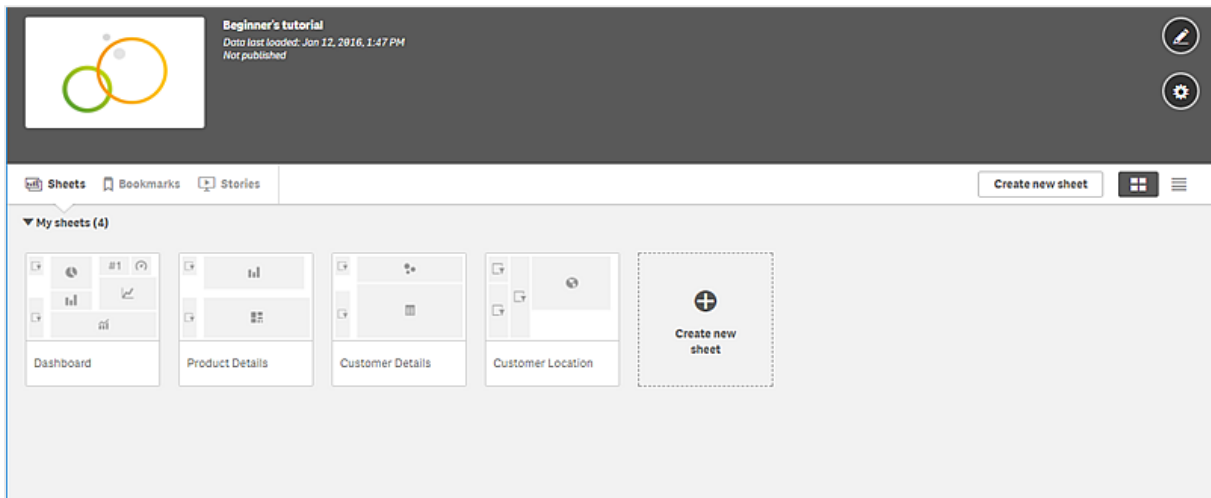 Beginner's tutorial
Data last loaded: Jan 12, 2016, 1:47 PM
Not published
Sheets Bookmarks Stories Create new sheet
My sheets (4)
#1
Create new
sheet
Dashboard Product Details Customer Details Customer Location